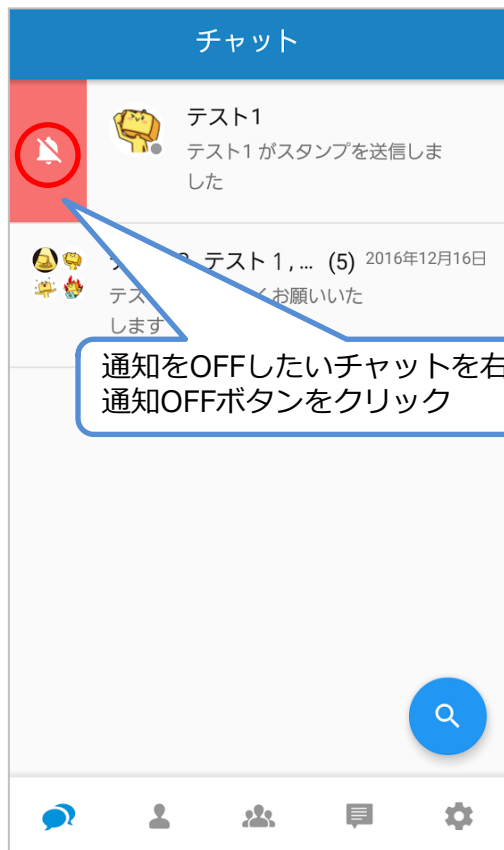 チャット
テスト1
テスト1 がスタンプを送信しま
した
テスト 1 , ... (5) 2016年12月16日
テス くお願いいた
します
通知をOFFしたいチャットを右
通知OFFボタンをクリック